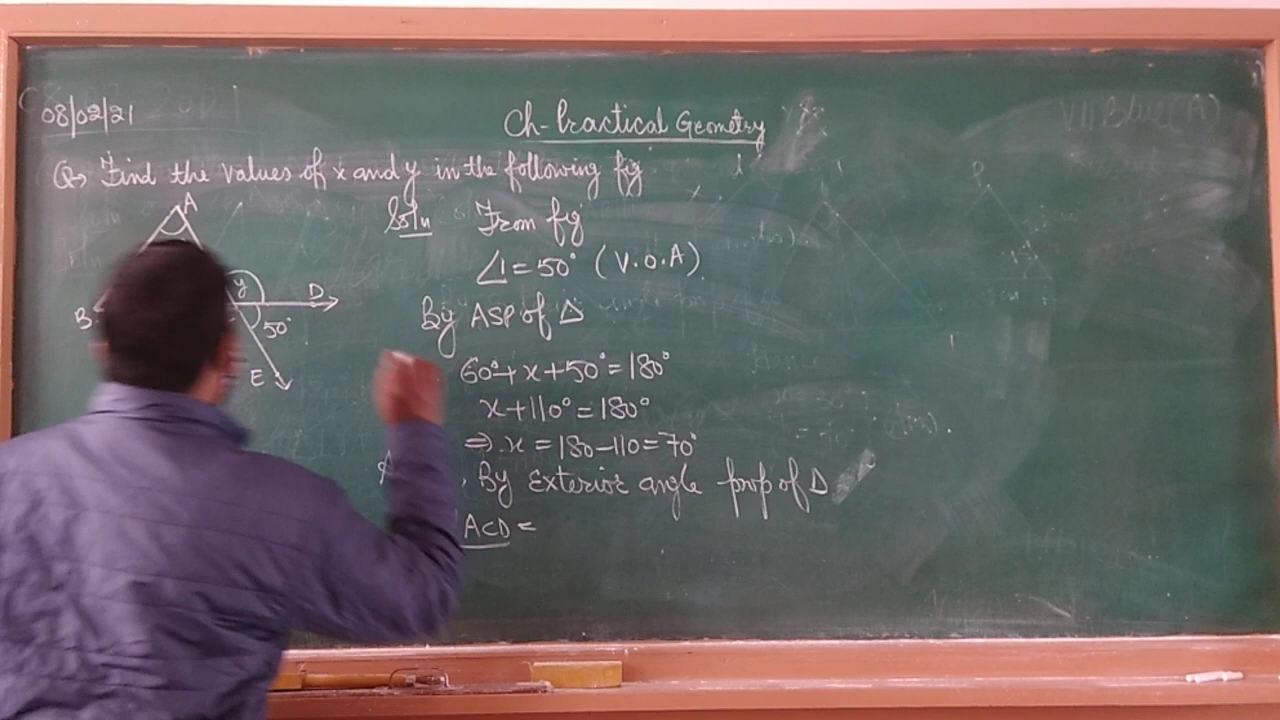 08/02/21
Ch-Practical Geometry
Q→ Find the values of x and y in the following fig
A
B
y
D
50°
E
Soln From fig
∠1=50° (V.O.A)
By ASP of Δ
60°+x+50°=180°
x+110°=180°
⇒ x=180-110=70°
By Exterior angle prop of Δ
ACD =
VII Blue(A)